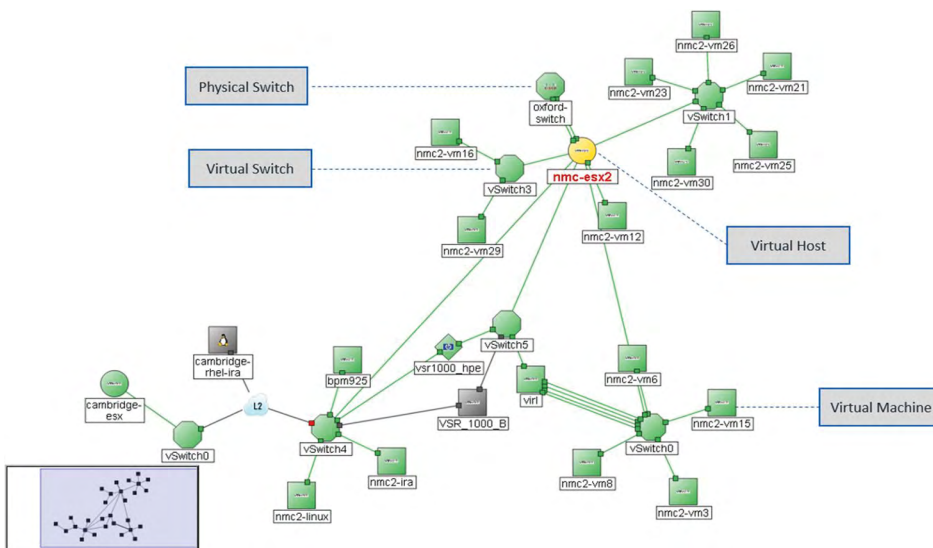 nmc2-vm26
Physical Switch
nmc2-vm23
nmc2-vm21
oxford-
switch
vSwitch1
nmc2-vm16
Virtual Switch
nmc-esx2
nmc2-vm25
vSwitch3
nmc2-vm30
nmc2-vm12
nmc2-vm29
Virtual Host
vSwitch5
cambridge-
rhel-ira
vsr1000_hpe
bpm925
nmc2-vm6
cambridge-
esx
L2
virl
Virtual Machine
VSR_1000_B
nmc2-vm15
vSwitch0
vSwitch4
vSwitch0
nmc2-ira
nmc2-vm8
nmc2-linux
nmc2-vm3